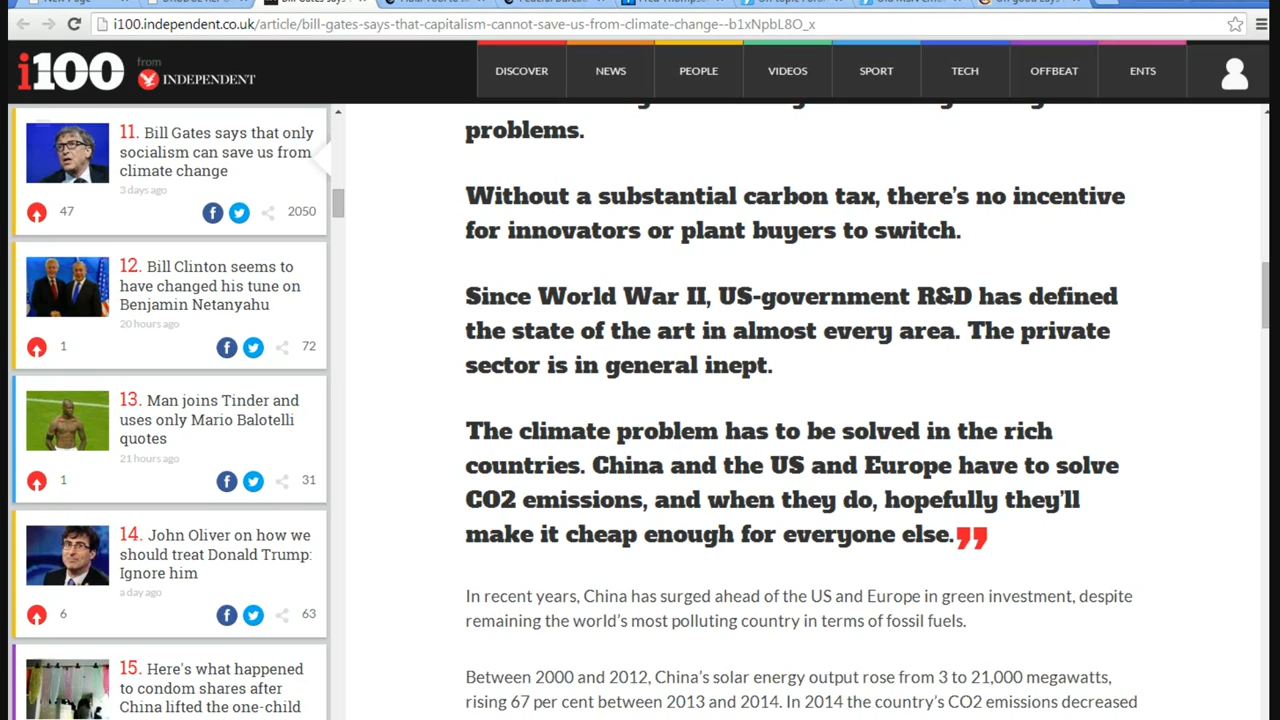 i100.independent.co.uk/article/bill-gates-says-that-capitalism-cannot-save-us-from-climate-change--b1xNpbL8O_x
i100 from INDEPENDENT
DISCOVER NEWS PEOPLE VIDEOS SPORT TECH OFFBEAT ENTS
11. Bill Gates says that only
socialism can save us from
climate change
3 days ago
47 2050
12. Bill Clinton seems to
have changed his tune on
Benjamin Netanyahu
20 hours ago
1 72
13. Man joins Tinder and
uses only Mario Balotelli
quotes
21 hours ago
1 31
14. John Oliver on how we
should treat Donald Trump:
Ignore him
a day ago
6 63
15. Here's what happened
to condom shares after
China lifted the one-child
problems.
Without a substantial carbon tax, there's no incentive
for innovators or plant buyers to switch.
Since World War II, US-government R&D has defined
the state of the art in almost every area. The private
sector is in general inept.
The climate problem has to be solved in the rich
countries. China and the US and Europe have to solve
CO2 emissions, and when they do, hopefully they'll
make it cheap enough for everyone else.”
In recent years, China has surged ahead of the US and Europe in green investment, despite
remaining the world's most polluting country in terms of fossil fuels.
Between 2000 and 2012, China's solar energy output rose from 3 to 21,000 megawatts,
rising 67 per cent between 2013 and 2014. In 2014 the country's CO2 emissions decreased